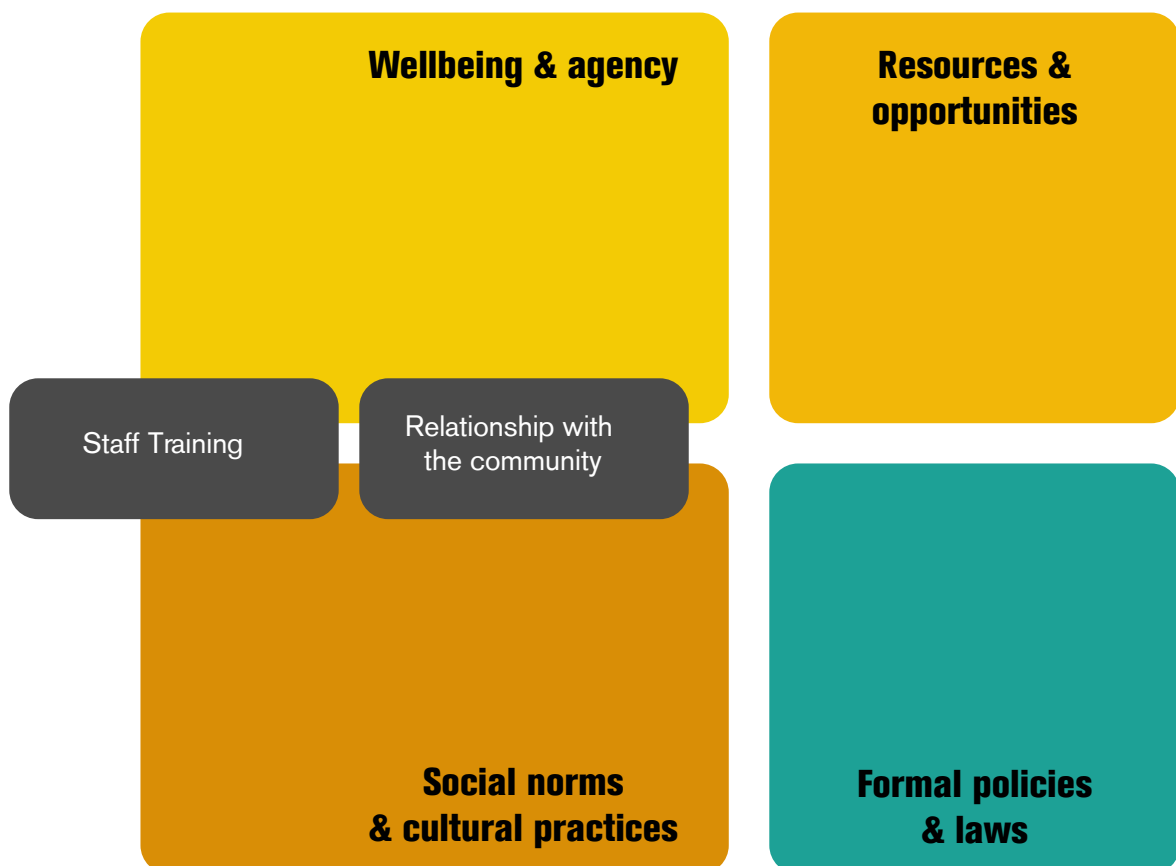 Wellbeing & agency
Resources &
opportunities
Staff Training
Relationship with
the community
Social norms
& cultural practices
Formal policies
& laws